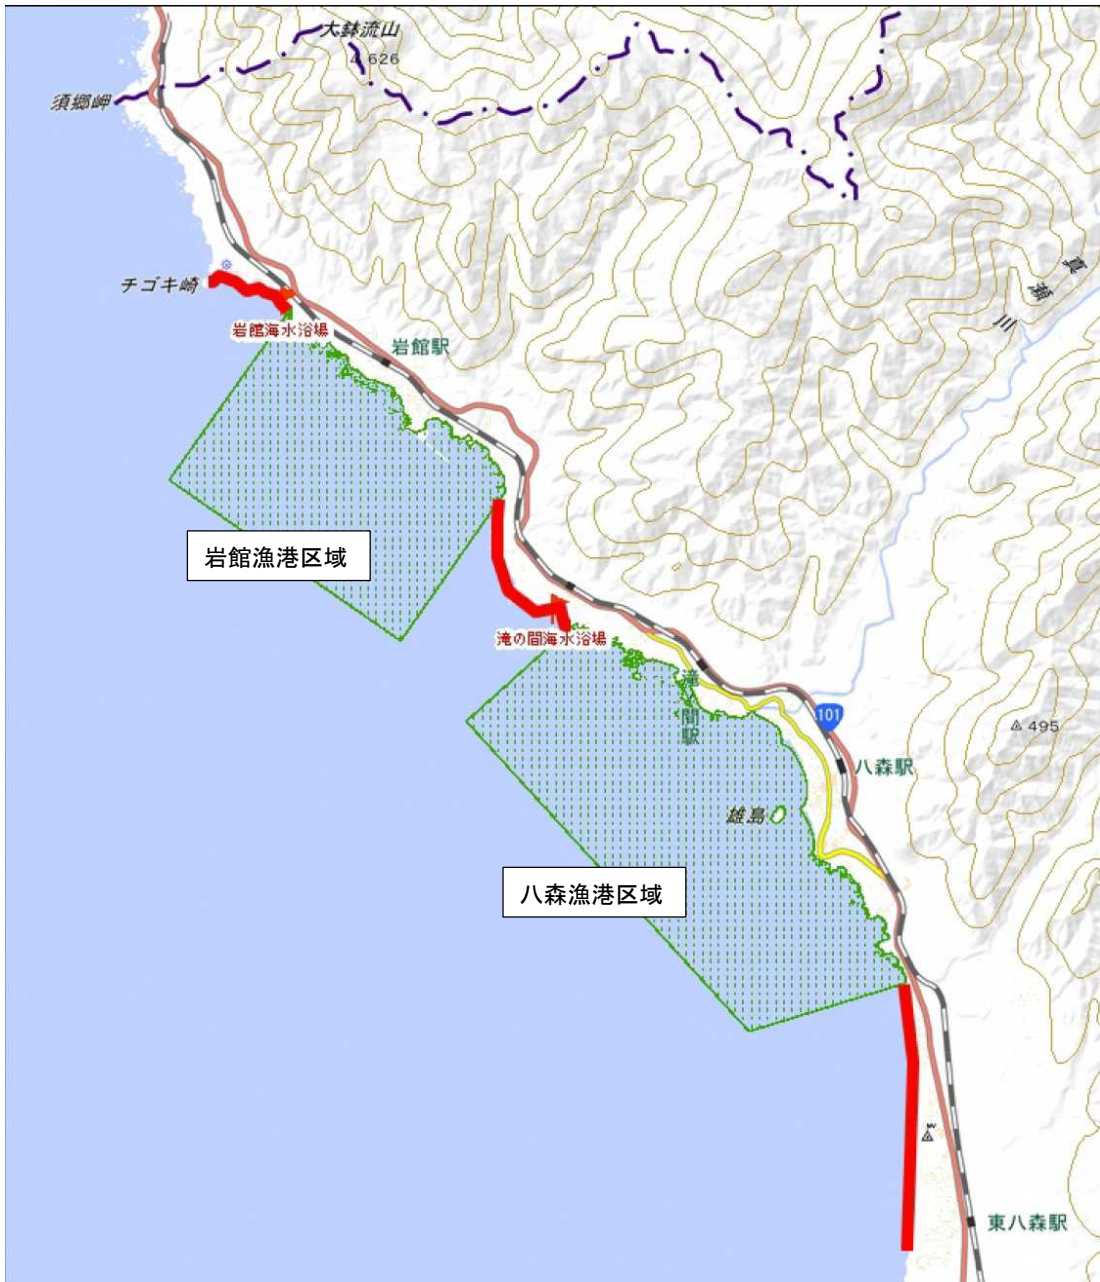 大鉢流山
626
須郷岬
真瀬川
チゴキ崎
岩館海水浴場
岩館駅
岩館漁港区域
滝の間海水浴場
滝ノ間駅
101
495
八森駅
雄島
八森漁港区域
東八森駅